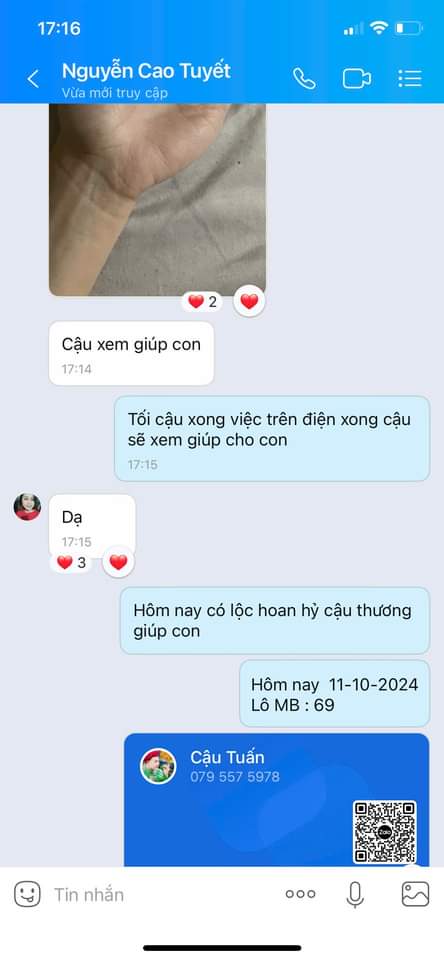 17:16
Nguyễn Cao Tuyết
Vừa mới truy cập
2
Cậu xem giúp con
17:14
Tối cậu xong việc trên điện xong cậu
sẽ xem giúp cho con
17:15
Dạ
17:15
3
Hôm nay có lộc hoan hỷ cậu thương
giúp con
Hôm nay  11-10-2024
Lô MB : 69
Cậu Tuấn
079 557 5978
Zalo
Tin nhắn